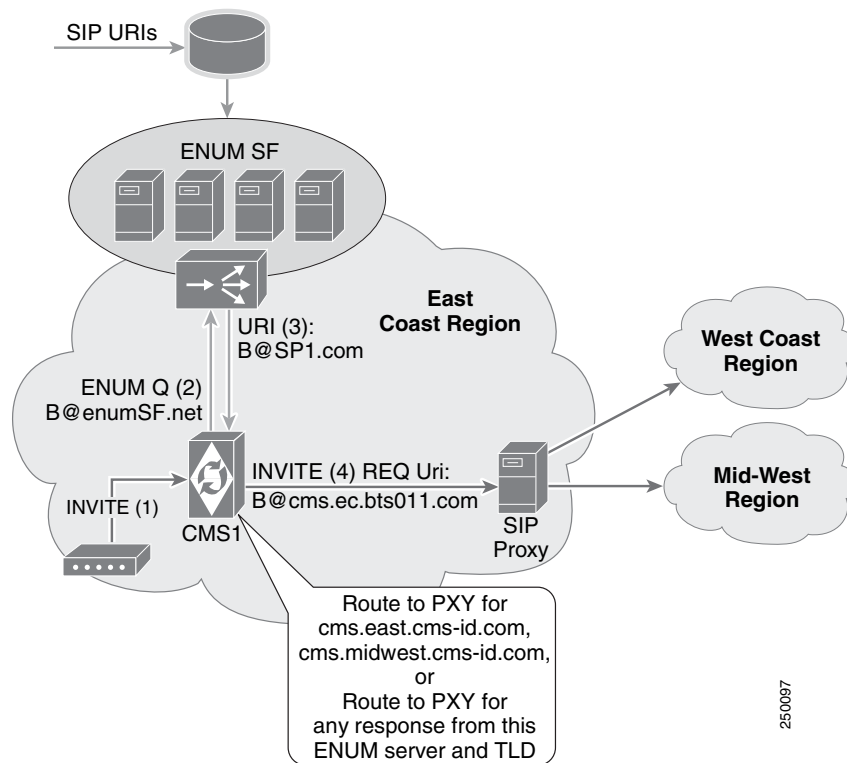 SIP URIs
ENUM SF
East
Coast Region
URI (3):
B@SP1.com
West Coast
Region
ENUM Q (2)
B@enumSF.net
INVITE (4) REQ Uri:
B@cms.ec.bts011.com
Mid-West
Region
INVITE (1)
CMS1
SIP
Proxy
Route to PXY for
cms.east.cms-id.com,
cms.midwest.cms-id.com,
or
Route to PXY for
any response from this
ENUM server and TLD
250097